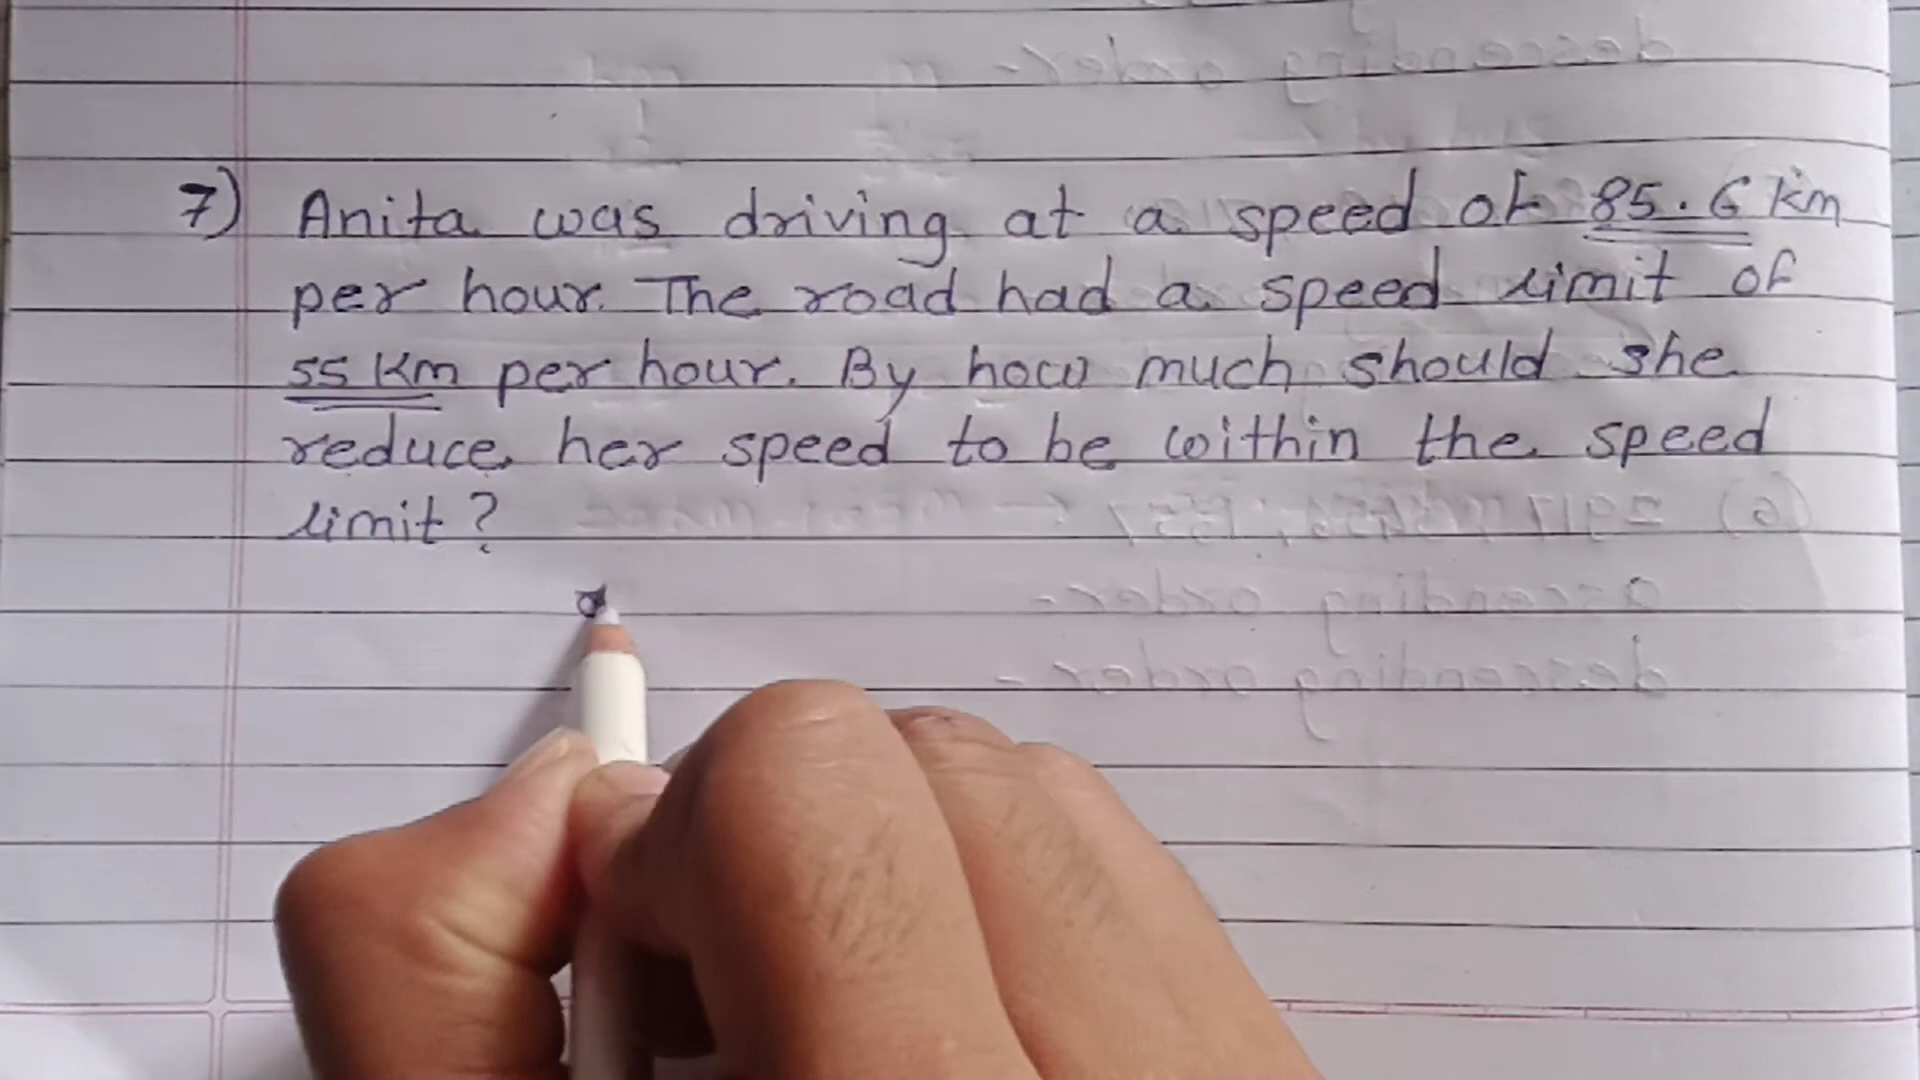 7) Anita was driving at a speed of 85.6 km
per hour. The road had a speed limit of
55 Km per hour. By how much should she
reduce her speed to be within the speed
limit?